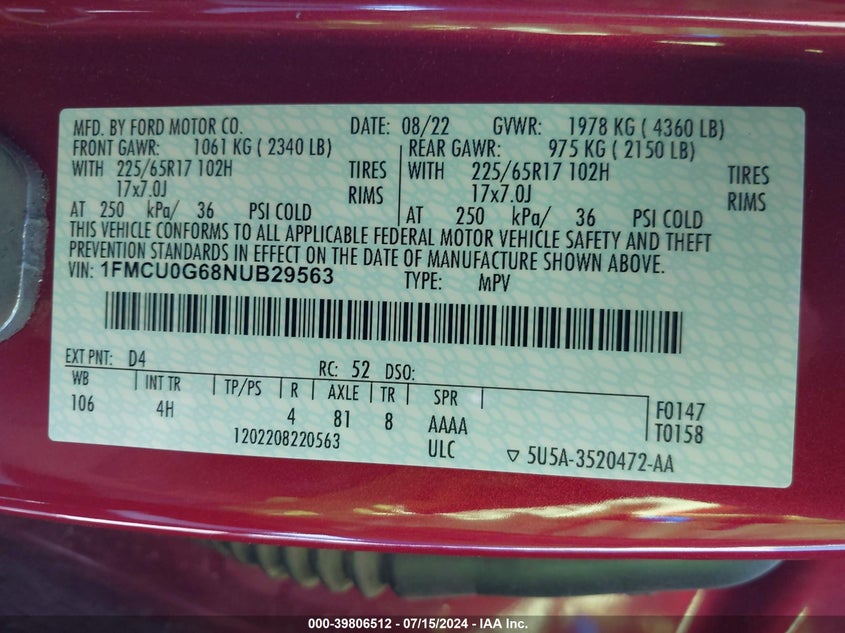 MFD. BY FORD MOTOR CO. DATE: 08/22 GVWR: 1978 KG ( 4360 LB)
FRONT GAWR: 1061 KG ( 2340 LB) REAR GAWR: 975 KG ( 2150 LB)
WITH 225/65R17 102H TIRES WITH 225/65R17 102H TIRES
17x7.0J RIMS 17x7.0J RIMS
AT 250 kPa/ 36 PSI COLD AT 250 kPa/ 36 PSI COLD
THIS VEHICLE CONFORMS TO ALL APPLICABLE FEDERAL MOTOR VEHICLE SAFETY AND THEFT
PREVENTION STANDARDS IN EFFECT ON THE DATE OF MANUFACTURE SHOWN ABOVE.
VIN: 1FMCU0G68NUB29563 TYPE: MPV
EXT PNT: D4 RC: 52 DSO:
WB INT TR TP/PS R AXLE TR SPR
106 4H 4 81 8 AAAA F0147
1202208220563 ULC T0158
▽ 5U5A-3520472-AA
000-39806512 - 07/15/2024 - IAA Inc.